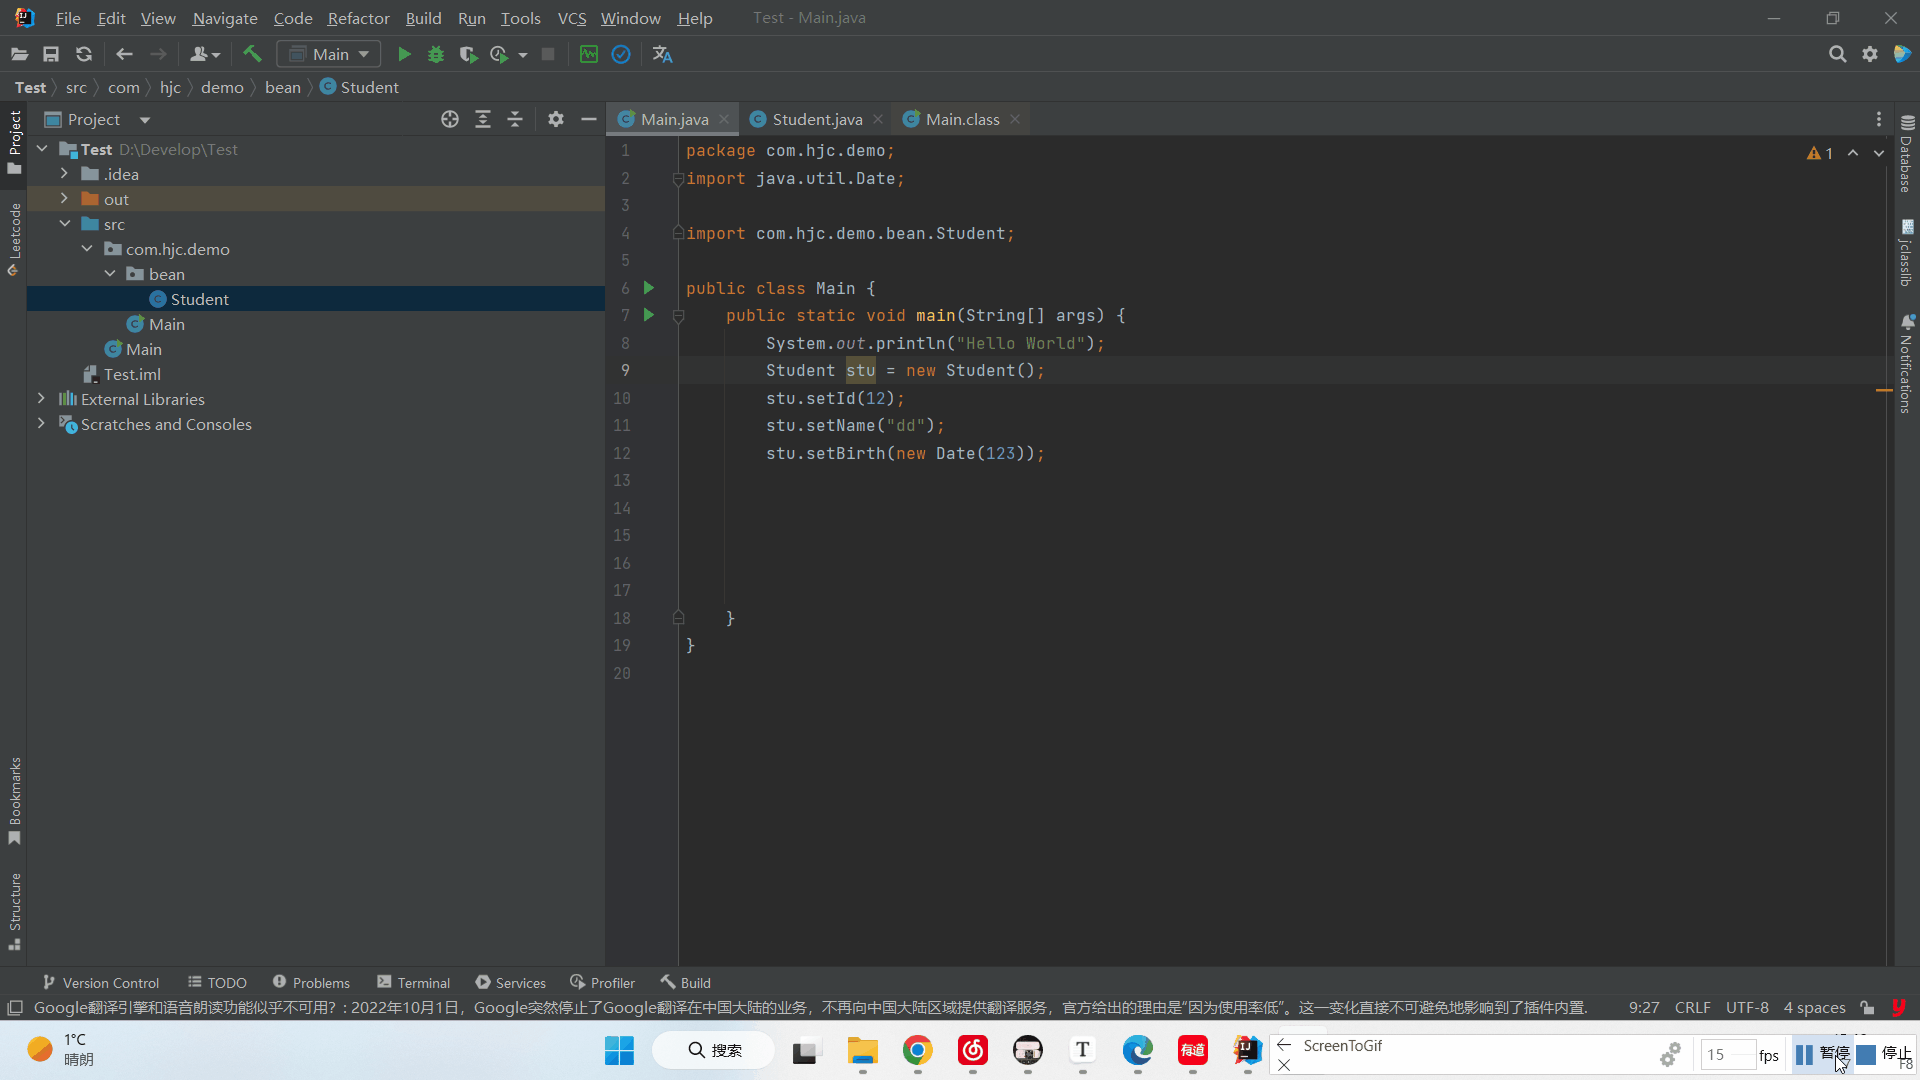 File Edit View Navigate Code Refactor Build Run Tools VCS Window Help Test - Main.java
Main
Test src com hjc demo bean Student
Project
Main.java Student.java Main.class
Test D:\Develop\Test
.idea
out
src
com.hjc.demo
bean
Student
Main
Main
Test.iml
External Libraries
Scratches and Consoles
1 package com.hjc.demo;
2 import java.util.Date;
3
4 import com.hjc.demo.bean.Student;
5
6 public class Main {
7 public static void main(String[] args) {
8 System.out.println("Hello World");
9 Student stu = new Student();
10 stu.setId(12);
11 stu.setName("dd");
12 stu.setBirth(new Date(123));
13
14
15
16
17
18 }
19 }
20
1
Project
Leetcode
Bookmarks
Structure
Database
jclasslib
Notifications
Version Control TODO Problems Terminal Services Profiler Build
Google翻译引擎和语音朗读功能似乎不可用? : 2022年10月1日，Google突然停止了Google翻译在中国大陆的业务，不再向中国大陆区域提供翻译服务，官方给出的理由是“因为使用率低”。这一变化直接不可避免地影响到了插件内置. 9:27 CRLF UTF-8 4 spaces
1°C
晴朗
搜索
T
有道
IJ
ScreenToGif
15 fps 暂停 停止
F8